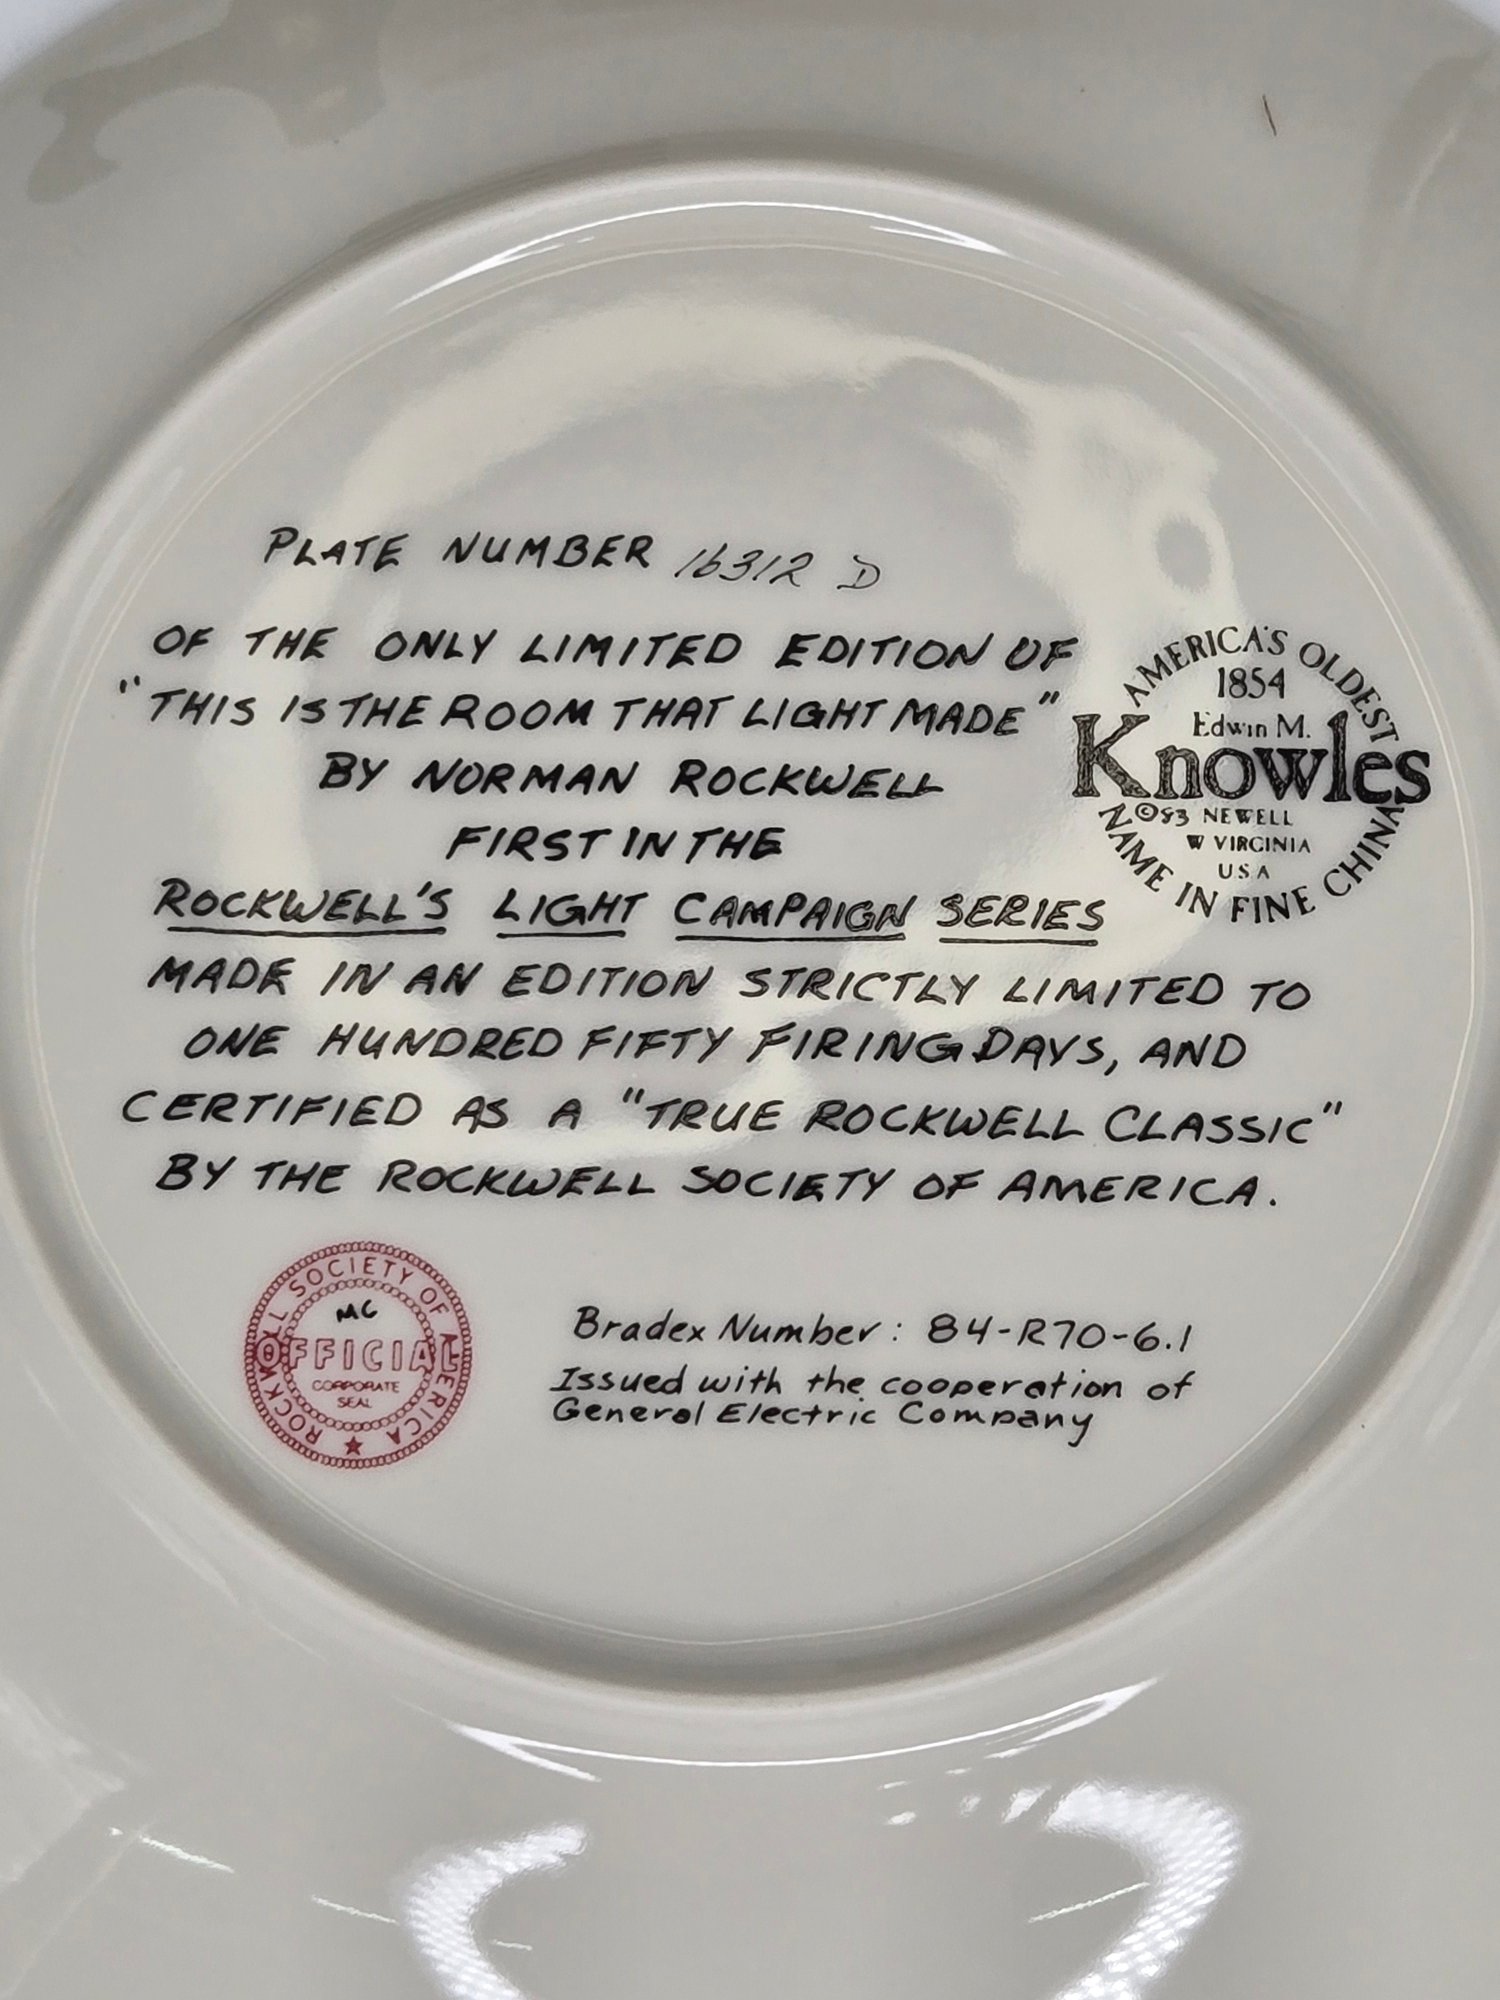 PLATE NUMBER 16312 D
OF THE ONLY LIMITED EDITION OF
"THIS IS THE ROOM THAT LIGHT MADE"
BY NORMAN ROCKWELL
FIRST IN THE
ROCKWELL'S LIGHT CAMPAIGN SERIES
MADE IN AN EDITION STRICTLY LIMITED TO
ONE HUNDRED FIFTY FIRING DAYS, AND
CERTIFIED AS A "TRUE ROCKWELL CLASSIC"
BY THE ROCKWELL SOCIETY OF AMERICA.
AMERICA'S OLDEST
1854
Edwin M.
Knowles
©83 NEWELL
W VIRGINIA
USA
NAME IN FINE CHINA
ROCKWELL SOCIETY OF AMERICA
MC
OFFICIAL
CORPORATE
SEAL
Bradex Number: 84-R70-6.1
Issued with the cooperation of
General Electric Company